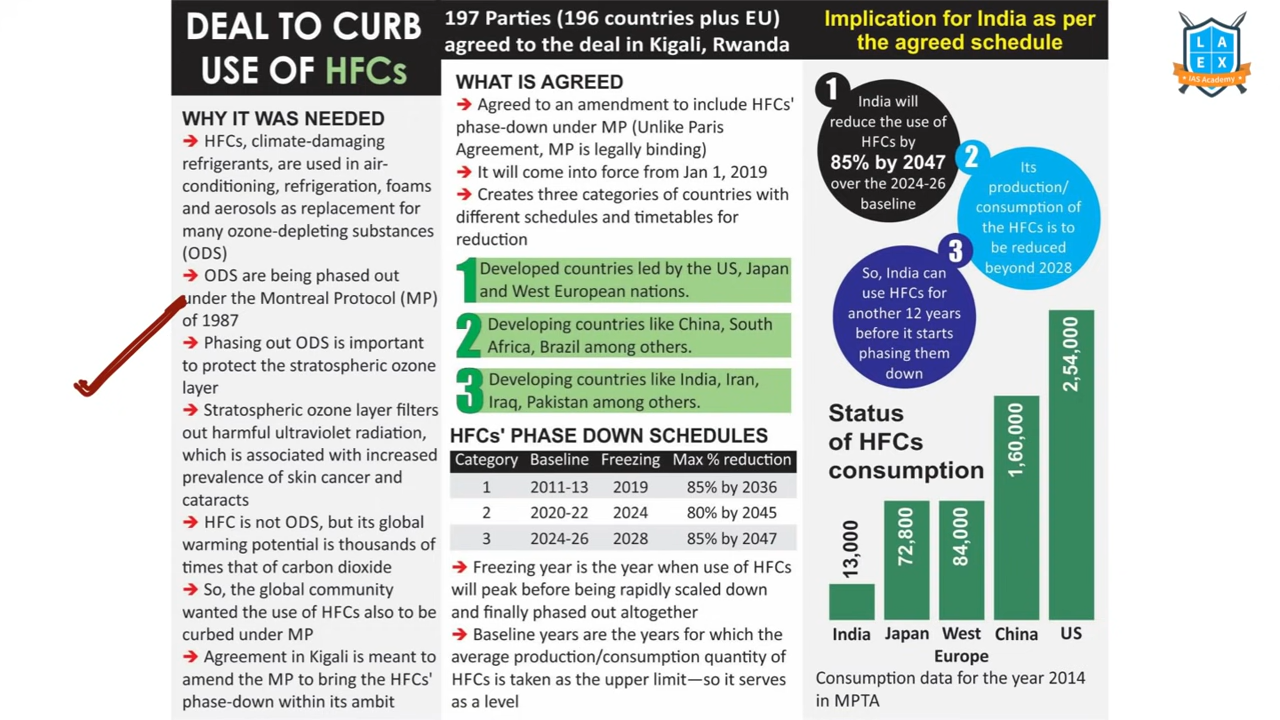 DEAL TO CURB
USE OF HFCs
WHY IT WAS NEEDED
➔ HFCs, climate-damaging
refrigerants, are used in air-
conditioning, refrigeration, foams
and aerosols as replacement for
many ozone-depleting substances
(ODS)
➔ ODS are being phased out
under the Montreal Protocol (MP)
of 1987
➔ Phasing out ODS is important
to protect the stratospheric ozone
layer
➔ Stratospheric ozone layer filters
out harmful ultraviolet radiation,
which is associated with increased
prevalence of skin cancer and
cataracts
➔ HFC is not ODS, but its global
warming potential is thousands of
times that of carbon dioxide
➔ So, the global community
wanted the use of HFCs also to be
curbed under MP
➔ Agreement in Kigali is meant to
amend the MP to bring the HFCs'
phase-down within its ambit
197 Parties (196 countries plus EU)
agreed to the deal in Kigali, Rwanda
WHAT IS AGREED
➔ Agreed to an amendment to include HFCs'
phase-down under MP (Unlike Paris
Agreement, MP is legally binding)
➔ It will come into force from Jan 1, 2019
➔ Creates three categories of countries with
different schedules and timetables for
reduction
1 Developed countries led by the US, Japan
and West European nations.
2 Developing countries like China, South
Africa, Brazil among others.
3 Developing countries like India, Iran,
Iraq, Pakistan among others.
HFCs' PHASE DOWN SCHEDULES
Category Baseline Freezing Max % reduction
1 2011-13 2019 85% by 2036
2 2020-22 2024 80% by 2045
3 2024-26 2028 85% by 2047
➔ Freezing year is the year when use of HFCs
will peak before being rapidly scaled down
and finally phased out altogether
➔ Baseline years are the years for which the
average production/consumption quantity of
HFCs is taken as the upper limit—so it serves
as a level
Implication for India as per
the agreed schedule
1
India will
reduce the use of
HFCs by
85% by 2047
over the 2024-26
baseline
2
Its
production/
consumption of
the HFCs is to
be reduced
beyond 2028
3
So, India can
use HFCs for
another 12 years
before it starts
phasing them
down
Status
of HFCs
consumption
13,000
72,800
84,000
1,60,000
2,54,000
India Japan West China US
Europe
Consumption data for the year 2014
in MPTA
L A
E X
IAS Academy